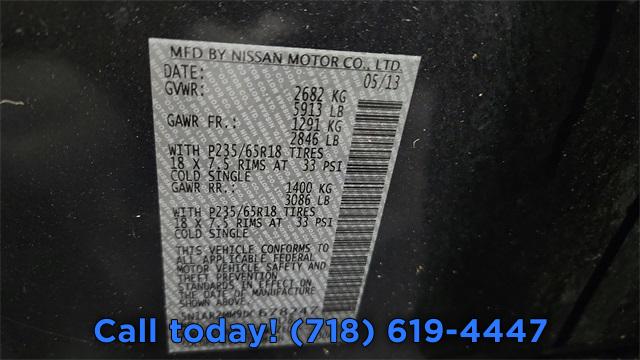 MFD BY NISSAN MOTOR CO., LTD.
DATE: 05/13
GVWR: 2682 KG
5913 LB
GAWR FR.: 1291 KG
2846 LB
WITH P235/65R18 TIRES
18 X 7.5 RIMS AT 33 PSI
COLD SINGLE
GAWR RR.: 1400 KG
3086 LB
WITH P235/65R18 TIRES
18 X 7.5 RIMS AT 33 PSI
COLD SINGLE
THIS VEHICLE CONFORMS TO
ALL APPLICABLE FEDERAL
MOTOR VEHICLE SAFETY AND
THEFT PREVENTION
STANDARDS IN EFFECT ON
DATE OF MANUFACTURE
SHOWN ABOVE.
Call today! (718) 619-4447